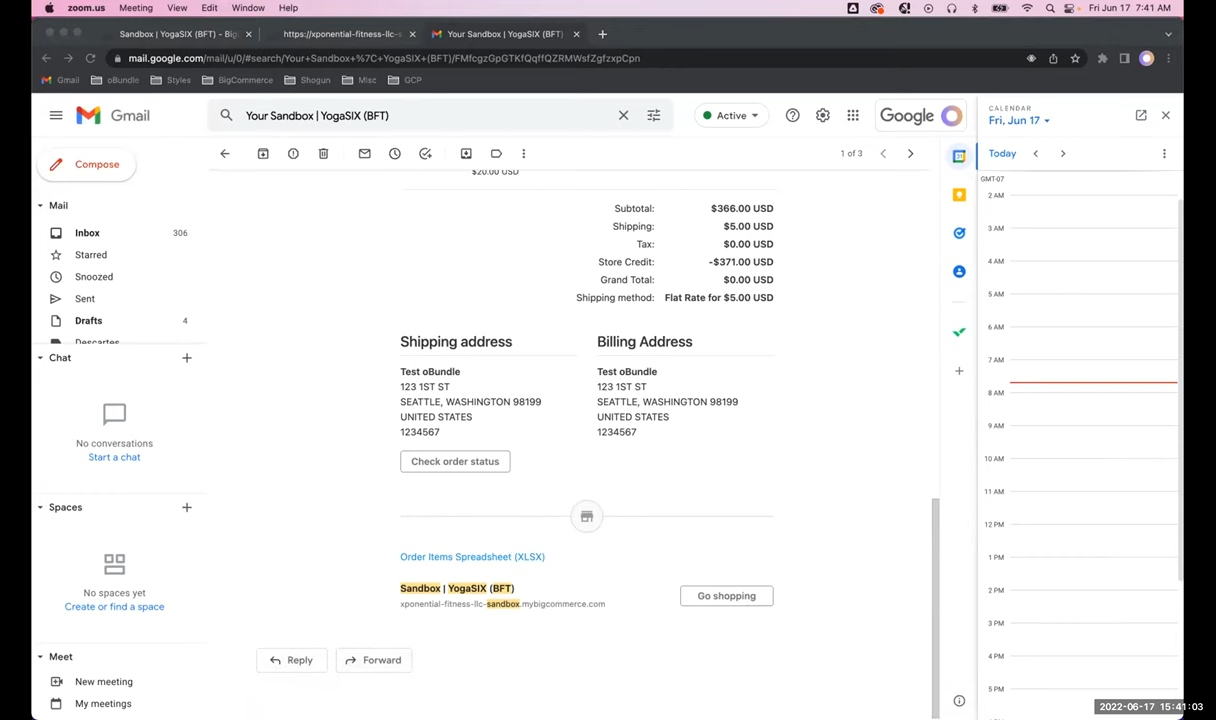 zoom.us Meeting View Edit Window Help Fri Jun 17 7:41 AM
Sandbox | YogaSIX (BFT) - Big × https://xponential-fitness-llc-s × Your Sandbox | YogaSIX (BFT) × +
mail.google.com/mail/u/0/#search/Your+Sandbox+%7C+YogaSIX+(BFT)/FMfcgzGpGTKfQqffQZRMWsfZgfzxpCpn
Gmail oBundle Styles BigCommerce Shogun Misc GCP
Gmail
Your Sandbox | YogaSIX (BFT)
Active
Google
CALENDAR
Fri, Jun 17
Compose
1 of 3
Today
$20.00 USD
GMT-07
Mail
Inbox 306
Starred
Snoozed
Sent
Drafts 4
Descartes
Chat
No conversations
Start a chat
Spaces
No spaces yet
Create or find a space
Meet
New meeting
My meetings
Subtotal: $366.00 USD
Shipping: $5.00 USD
Tax: $0.00 USD
Store Credit: -$371.00 USD
Grand Total: $0.00 USD
Shipping method: Flat Rate for $5.00 USD
Shipping address
Test oBundle
123 1ST ST
SEATTLE, WASHINGTON 98199
UNITED STATES
1234567
Billing Address
Test oBundle
123 1ST ST
SEATTLE, WASHINGTON 98199
UNITED STATES
1234567
Check order status
Order Items Spreadsheet (XLSX)
Sandbox | YogaSIX (BFT)
xponential-fitness-llc-sandbox.mybigcommerce.com
Go shopping
Reply
Forward
2 AM
3 AM
4 AM
5 AM
6 AM
7 AM
8 AM
9 AM
10 AM
11 AM
12 PM
1 PM
2 PM
3 PM
4 PM
5 PM
2022-06-17 15:41:03